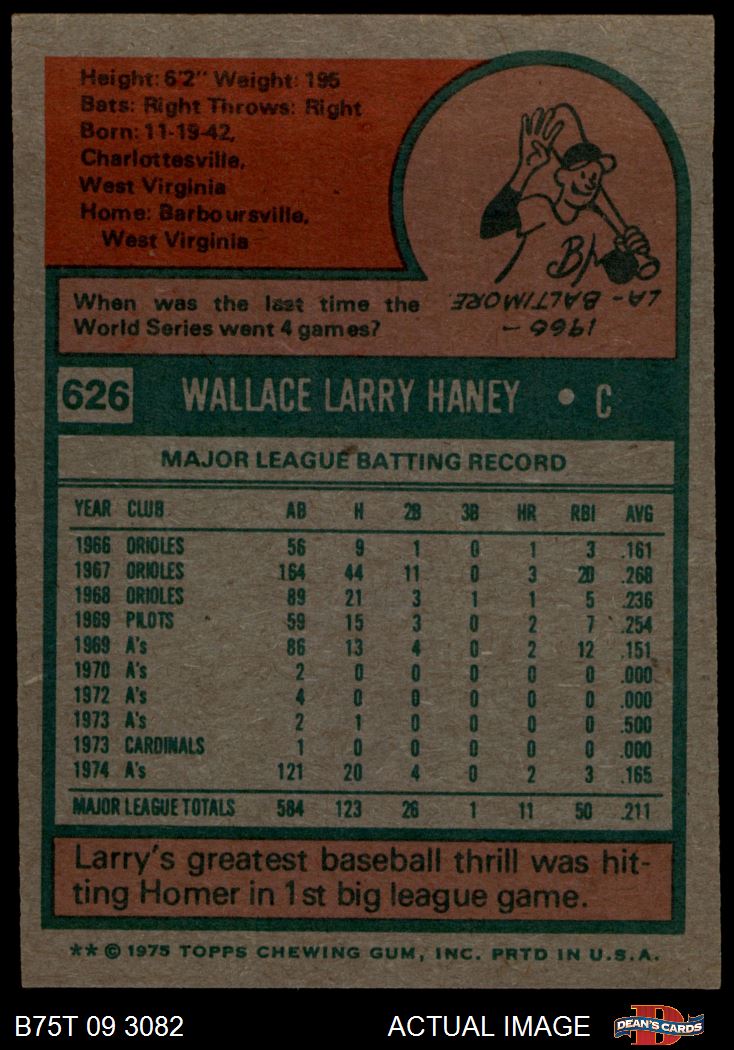 Height: 6'2" Weight: 195
Bats: Right Throws: Right
Born: 11-19-42,
Charlottesville,
West Virginia
Home: Barboursville,
West Virginia
When was the last time the
World Series went 4 games?
1966 -
LA - BALTIMORE.
626 WALLACE LARRY HANEY • C
MAJOR LEAGUE BATTING RECORD
YEAR CLUB AB H 2B 3B HR RBI AVG
1966 ORIOLES 56 9 1 0 1 3 .161
1967 ORIOLES 164 44 11 0 3 20 .268
1968 ORIOLES 89 21 3 1 1 5 .236
1969 PILOTS 59 15 3 0 2 7 .254
1969 A's 86 13 4 0 2 12 .151
1970 A's 2 0 0 0 0 0 .000
1972 A's 4 0 0 0 0 0 .000
1973 A's 2 1 0 0 0 0 .500
1973 CARDINALS 1 0 0 0 0 0 .000
1974 A's 121 20 4 0 2 3 .165
MAJOR LEAGUE TOTALS 584 123 26 1 11 50 .211
Larry's greatest baseball thrill was hit-
ting Homer in 1st big league game.
** © 1975 TOPPS CHEWING GUM, INC. PRTD IN U.S.A.
B75T 09 3082 ACTUAL IMAGE DEAN'S CARDS